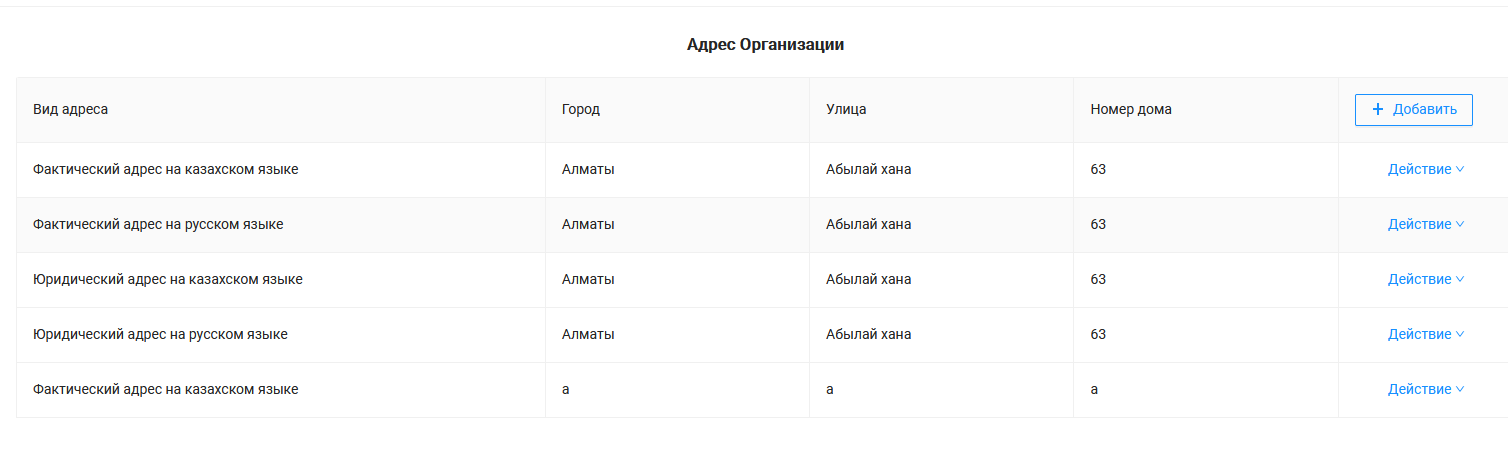 Адрес Организации
Вид адреса Город Улица Номер дома + Добавить
Фактический адрес на казахском языке Алматы Абылай хана 63 Действие
Фактический адрес на русском языке Алматы Абылай хана 63 Действие
Юридический адрес на казахском языке Алматы Абылай хана 63 Действие
Юридический адрес на русском языке Алматы Абылай хана 63 Действие
Фактический адрес на казахском языке а а а Действие